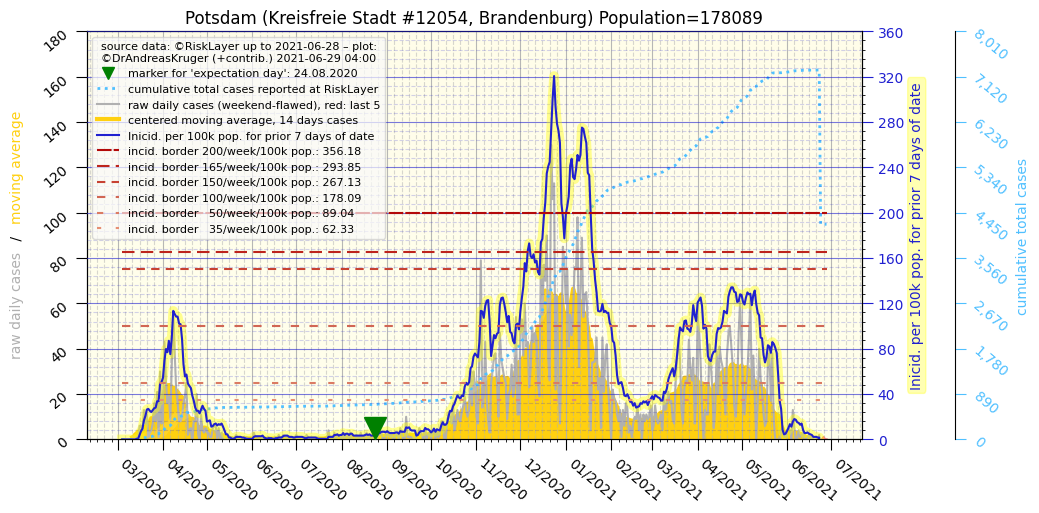 Potsdam (Kreisfreie Stadt #12054, Brandenburg) Population=178089
source data: ©RiskLayer up to 2021-06-28 – plot:
©DrAndreasKruger (+contrib.) 2021-06-29 04:00
marker for 'expectation day': 24.08.2020
cumulative total cases reported at RiskLayer
raw daily cases (weekend-flawed), red: last 5
centered moving average, 14 days cases
Inicid. per 100k pop. for prior 7 days of date
incid. border 200/week/100k pop.: 356.18
incid. border 165/week/100k pop.: 293.85
incid. border 150/week/100k pop.: 267.13
incid. border 100/week/100k pop.: 178.09
incid. border   50/week/100k pop.: 89.04
incid. border   35/week/100k pop.: 62.33
raw daily cases   /   moving average
180
160
140
120
100
80
60
40
20
0
03/2020
04/2020
05/2020
06/2020
07/2020
08/2020
09/2020
10/2020
11/2020
12/2020
01/2021
02/2021
03/2021
04/2021
05/2021
06/2021
07/2021
360
320
280
240
200
160
120
80
40
0
Inicid. per 100k pop. for prior 7 days of date
8,010
7,120
6,230
5,340
4,450
3,560
2,670
1,780
890
0
cumulative total cases